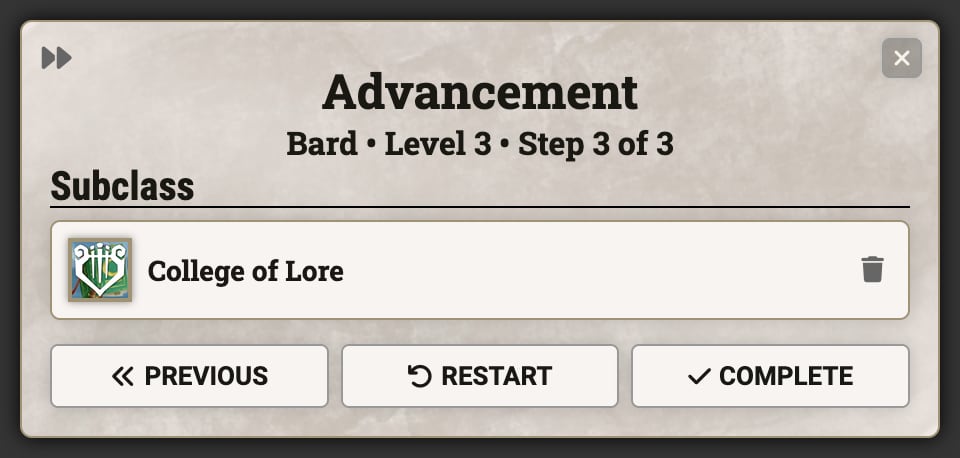 Advancement
Bard • Level 3 • Step 3 of 3
Subclass
College of Lore
PREVIOUS
RESTART
COMPLETE